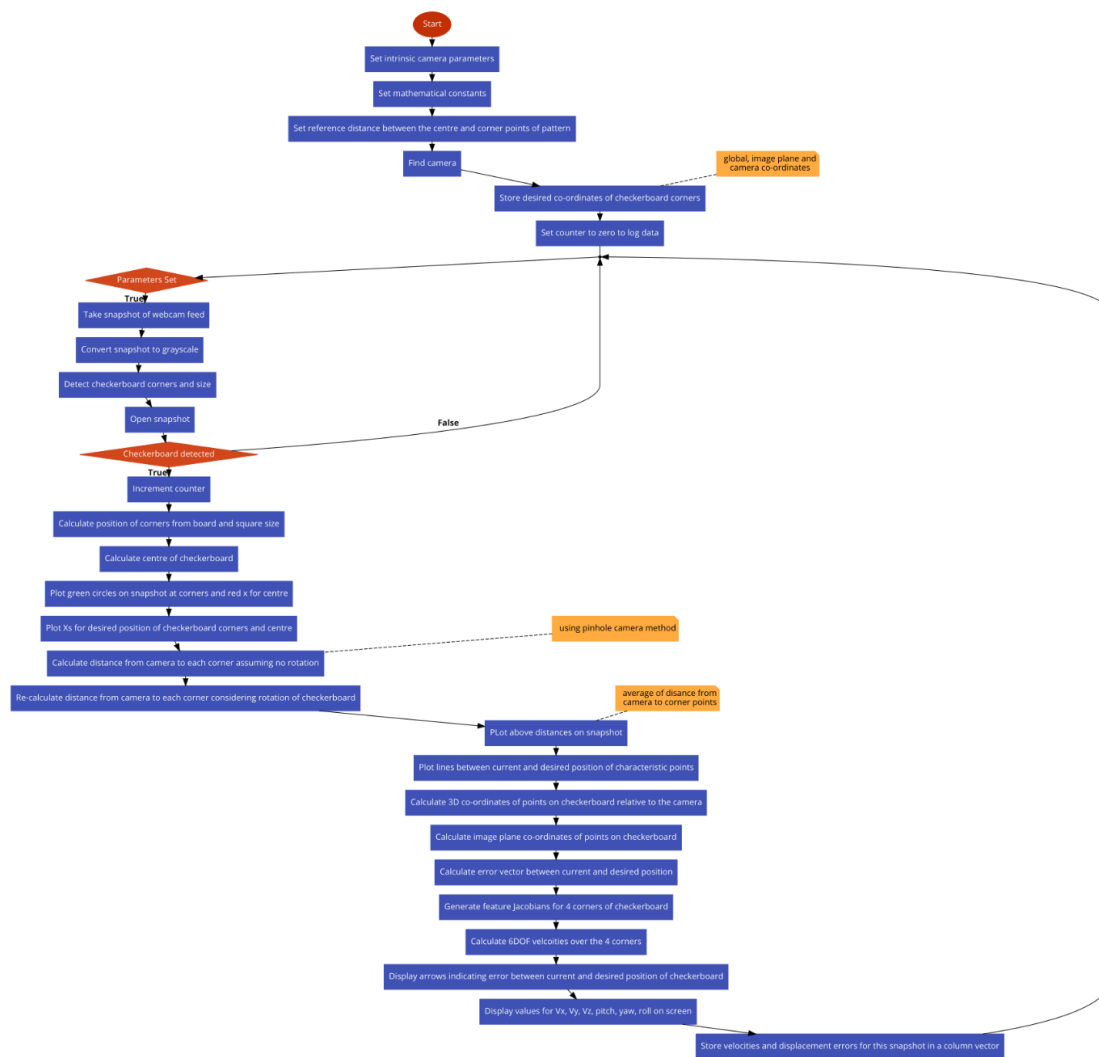 Start
Set intrinsic camera parameters
Set mathematical constants
Set reference distance between the centre and corner points of pattern
Find camera
global, image plane and
camera co-ordinates
Store desired co-ordinates of checkerboard corners
Set counter to zero to log data
Parameters Set
True
Take snapshot of webcam feed
Convert snapshot to grayscale
Detect checkerboard corners and size
Open snapshot
False
Checkerboard detected
True
Increment counter
Calculate position of corners from board and square size
Calculate centre of checkerboard
Plot green circles on snapshot at corners and red x for centre
Plot Xs for desired position of checkerboard corners and centre
using pinhole camera method
Calculate distance from camera to each corner assuming no rotation
Re-calculate distance from camera to each corner considering rotation of checkerboard
average of disance from
camera to corner points
PLot above distances on snapshot
Plot lines between current and desired position of characteristic points
Calculate 3D co-ordinates of points on checkerboard relative to the camera
Calculate image plane co-ordinates of points on checkerboard
Calculate error vector between current and desired position
Generate feature Jacobians for 4 corners of checkerboard
Calculate 6DOF velcoities over the 4 corners
Display arrows indicating error between current and desired position of checkerboard
Display values for Vx, Vy, Vz, pitch, yaw, roll on screen
Store velocities and displacement errors for this snapshot in a column vector